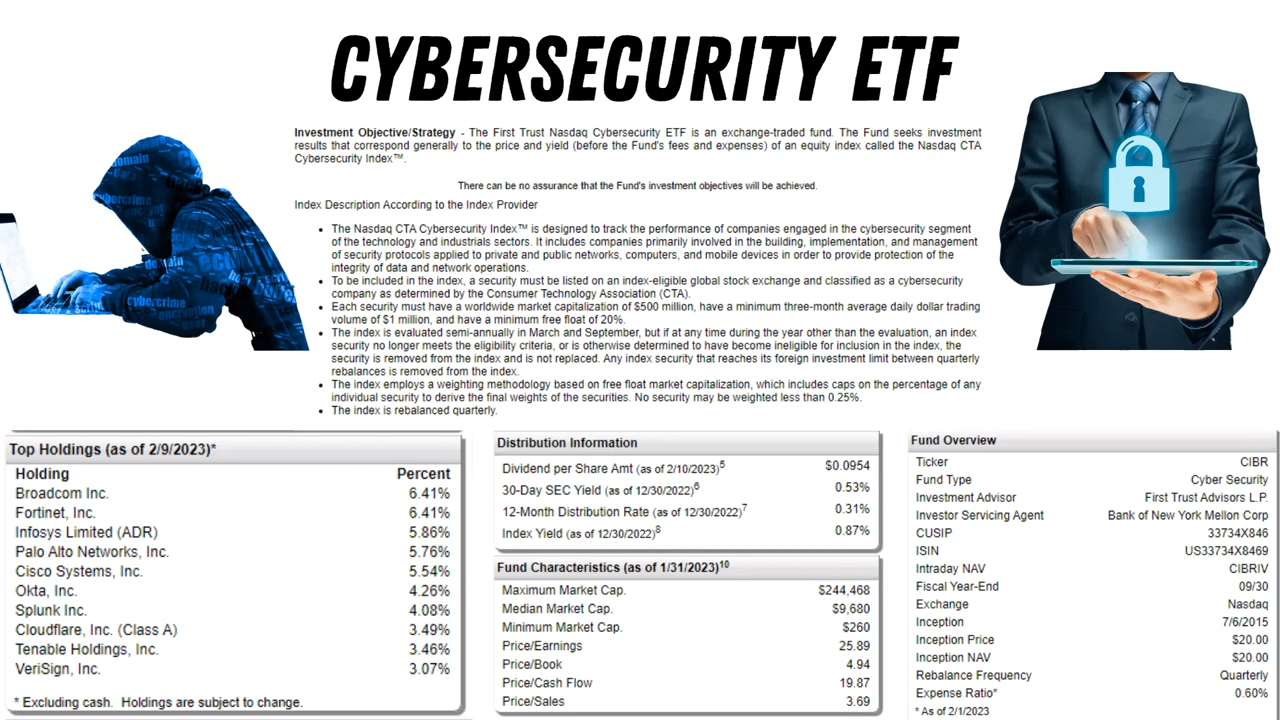 CYBERSECURITY ETF
Investment Objective/Strategy - The First Trust Nasdaq Cybersecurity ETF is an exchange-traded fund. The Fund seeks investment
results that correspond generally to the price and yield (before the Fund's fees and expenses) of an equity index called the Nasdaq CTA
Cybersecurity Index™.
There can be no assurance that the Fund's investment objectives will be achieved.
Index Description According to the Index Provider
• The Nasdaq CTA Cybersecurity Index™ is designed to track the performance of companies engaged in the cybersecurity segment
of the technology and industrials sectors. It includes companies primarily involved in the building, implementation, and management
of security protocols applied to private and public networks, computers, and mobile devices in order to provide protection of the
integrity of data and network operations.
• To be included in the index, a security must be listed on an index-eligible global stock exchange and classified as a cybersecurity
company as determined by the Consumer Technology Association (CTA).
• Each security must have a worldwide market capitalization of $500 million, have a minimum three-month average daily dollar trading
volume of $1 million, and have a minimum free float of 20%.
• The index is evaluated semi-annually in March and September, but if at any time during the year other than the evaluation, an index
security no longer meets the eligibility criteria, or is otherwise determined to have become ineligible for inclusion in the index, the
security is removed from the index and is not replaced. Any index security that reaches its foreign investment limit between quarterly
rebalances is removed from the index.
• The index employs a weighting methodology based on free float market capitalization, which includes caps on the percentage of any
individual security to derive the final weights of the securities. No security may be weighted less than 0.25%.
• The index is rebalanced quarterly.
domain
cybercrime
domain
cybercrime
encryption
user
Top Holdings (as of 2/9/2023)*
Holding Percent
Broadcom Inc. 6.41%
Fortinet, Inc. 6.41%
Infosys Limited (ADR) 5.86%
Palo Alto Networks, Inc. 5.76%
Cisco Systems, Inc. 5.54%
Okta, Inc. 4.26%
Splunk Inc. 4.08%
Cloudflare, Inc. (Class A) 3.49%
Tenable Holdings, Inc. 3.46%
VeriSign, Inc. 3.07%
* Excluding cash. Holdings are subject to change.
Distribution Information
Dividend per Share Amt (as of 2/10/2023)5 $0.0954
30-Day SEC Yield (as of 12/30/2022)6 0.53%
12-Month Distribution Rate (as of 12/30/2022)7 0.31%
Index Yield (as of 12/30/2022)8 0.87%
Fund Characteristics (as of 1/31/2023)10
Maximum Market Cap. $244,468
Median Market Cap. $9,680
Minimum Market Cap. $260
Price/Earnings 25.89
Price/Book 4.94
Price/Cash Flow 19.87
Price/Sales 3.69
Fund Overview
Ticker CIBR
Fund Type Cyber Security
Investment Advisor First Trust Advisors L.P.
Investor Servicing Agent Bank of New York Mellon Corp
CUSIP 33734X846
ISIN US33734X8469
Intraday NAV CIBRIV
Fiscal Year-End 09/30
Exchange Nasdaq
Inception 7/6/2015
Inception Price $20.00
Inception NAV $20.00
Rebalance Frequency Quarterly
Expense Ratio* 0.60%
* As of 2/1/2023